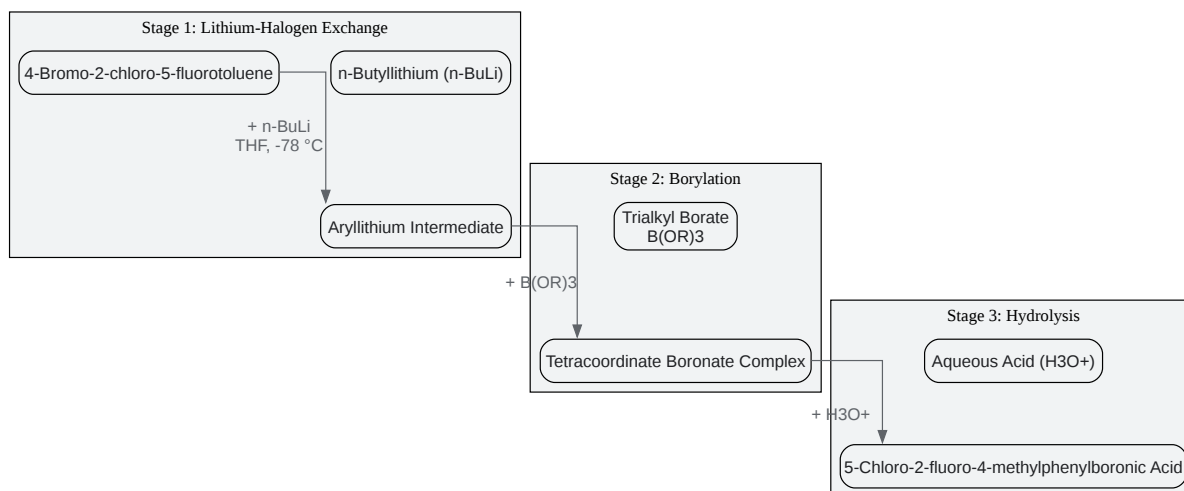 Stage 1: Lithium-Halogen Exchange
4-Bromo-2-chloro-5-fluorotoluene
n-Butyllithium (n-BuLi)
+ n-BuLi
THF, -78 °C
Aryllithium Intermediate
Stage 2: Borylation
Trialkyl Borate
B(OR)3
+ B(OR)3
Tetracoordinate Boronate Complex
Stage 3: Hydrolysis
Aqueous Acid (H3O+)
+ H3O+
5-Chloro-2-fluoro-4-methylphenylboronic Acid